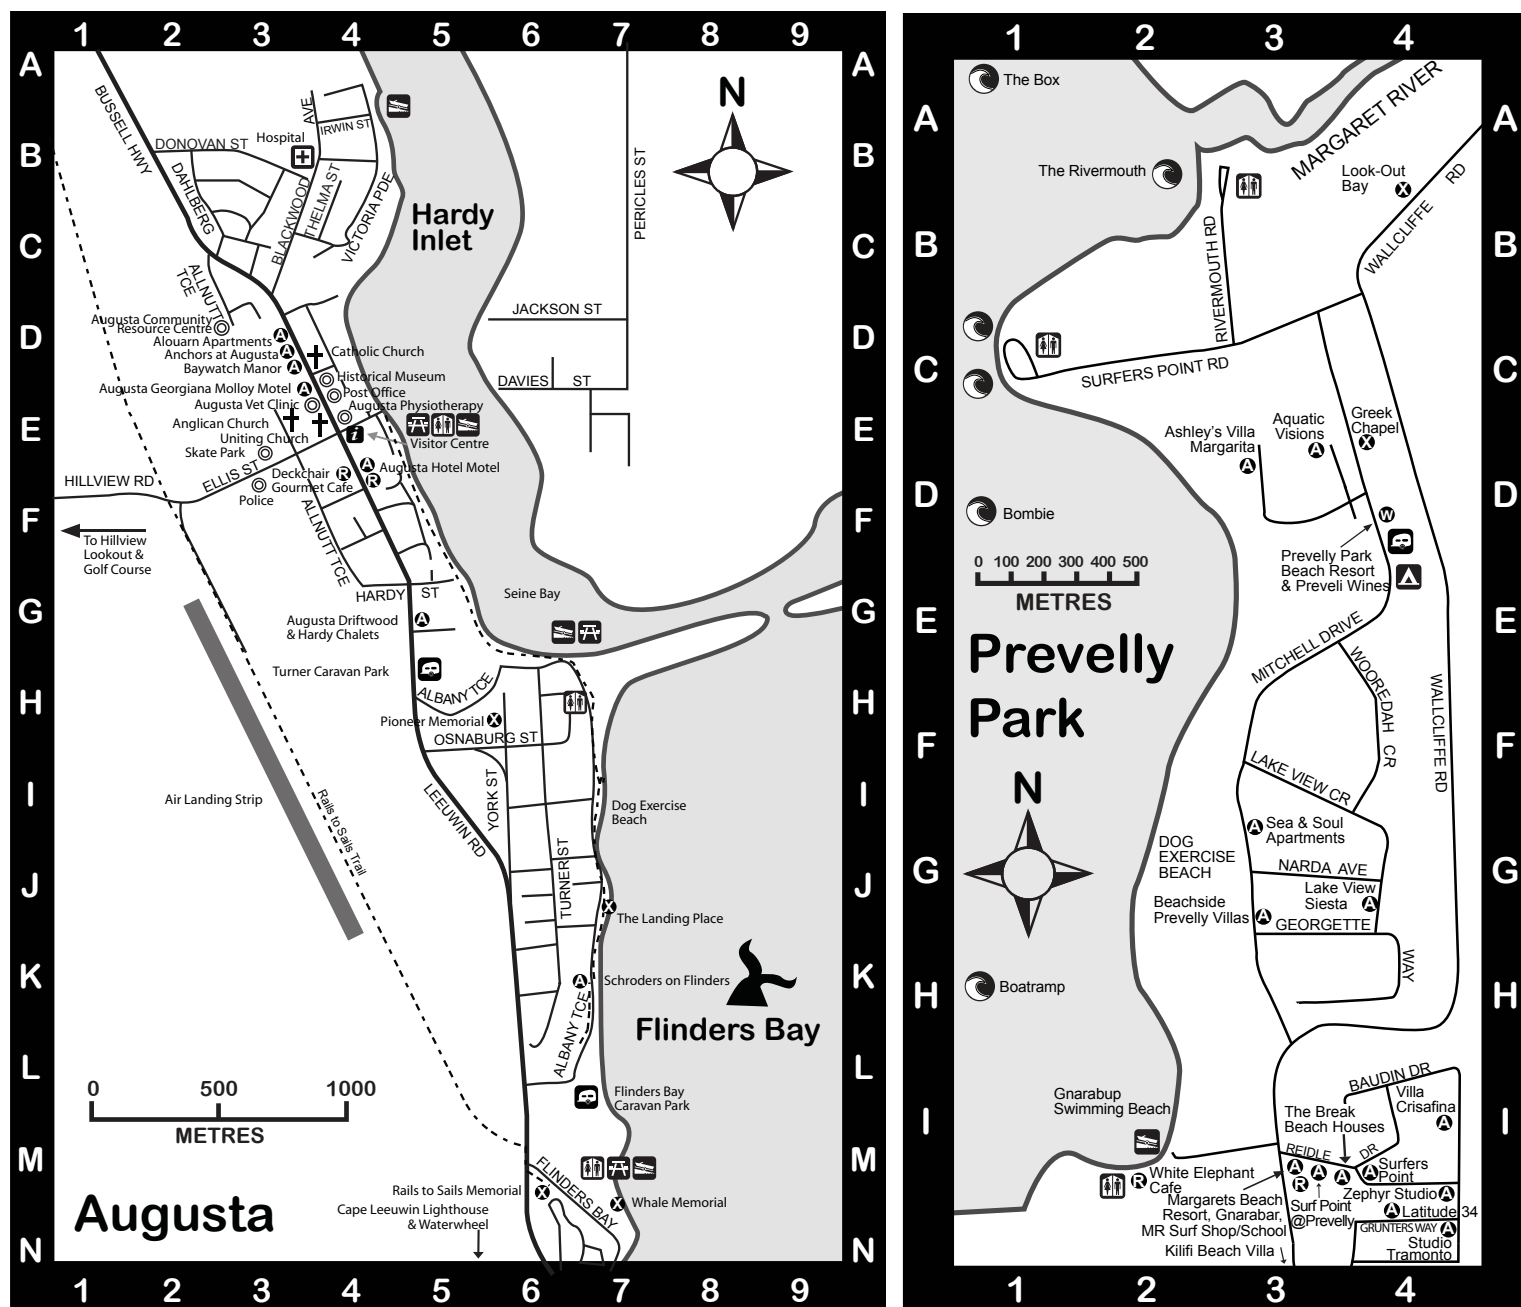 1 2 3 4 5 6 7 8 9
A
B
C
D
E
F
G
H
I
J
K
L
M
N
BUSSELL HWY
AVE
IRWIN ST
DONOVAN ST
Hospital
DAHLBERG
BLACKWOOD
THELMA ST
VICTORIA PDE
Hardy
Inlet
N
PERICLES ST
JACKSON ST
DAVIES ST
ALLNUTT
TCE
Augusta Community
Resource Centre
Alouarn Apartments
A
Anchors at Augusta
A
Baywatch Manor
A
Catholic Church
Historical Museum
Augusta Georgiana Molloy Motel
A
Post Office
Augusta Vet Clinic
Augusta Physiotherapy
Anglican Church
Uniting Church
i
Visitor Centre
Skate Park
HILLVIEW RD
ELLIS ST
Police
Deckchair
Gourmet Cafe
R
A
R
Augusta Hotel Motel
To Hillview
Lookout &
Golf Course
ALLNUTT TCE
HARDY ST
Seine Bay
Augusta Driftwood
& Hardy Chalets
A
Turner Caravan Park
ALBANY TCE
Pioneer Memorial
X
OSNABURG ST
LEEUWIN RD
YORK ST
Air Landing Strip
Rails to Sails Trail
Dog Exercise
Beach
TURNER ST
X
The Landing Place
A
Schroders on Flinders
Flinders Bay
ALBANY TCE
Flinders Bay
Caravan Park
0 500 1000
METRES
Augusta
FLINDERS BAY
Rails to Sails Memorial
X
X
Whale Memorial
Cape Leeuwin Lighthouse
& Waterwheel
A
B
C
D
E
F
G
H
I
J
K
L
M
N
1 2 3 4 5 6 7 8 9
1 2 3 4
A
B
C
D
E
F
G
H
I
The Box
MARGARET RIVER
The Rivermouth
Look-Out
Bay
X
WALLCLIFFE
RD
RIVERMOUTH RD
SURFERS POINT RD
Ashley's Villa
Margarita
A
Aquatic
Visions
A
Greek
Chapel
X
Bombie
W
0 100 200 300 400 500
METRES
Prevelly Park
Beach Resort
& Preveli Wines
Prevelly
Park
MITCHELL DRIVE
WOOREDAH CR
WALLCLIFFE RD
N
LAKE VIEW CR
A
Sea & Soul
Apartments
DOG
EXERCISE
BEACH
NARDA AVE
Lake View
Siesta
A
Beachside
Prevelly Villas
A
GEORGETTE
WAY
Boatramp
Gnarabup
Swimming Beach
BAUDIN DR
Villa
Crisafina
A
The Break
Beach Houses
REIDLE
DR
R
White Elephant
Cafe
A
R
A
A
A
Surfers
Point
Margarets Beach
Resort, Gnarabar,
MR Surf Shop/School
Surf Point
@Prevelly
Zephyr Studio
A
A
Latitude 34
GRUNTERS WAY
A
Studio
Tramonto
Kilifi Beach Villa
A
B
C
D
E
F
G
H
I
1 2 3 4